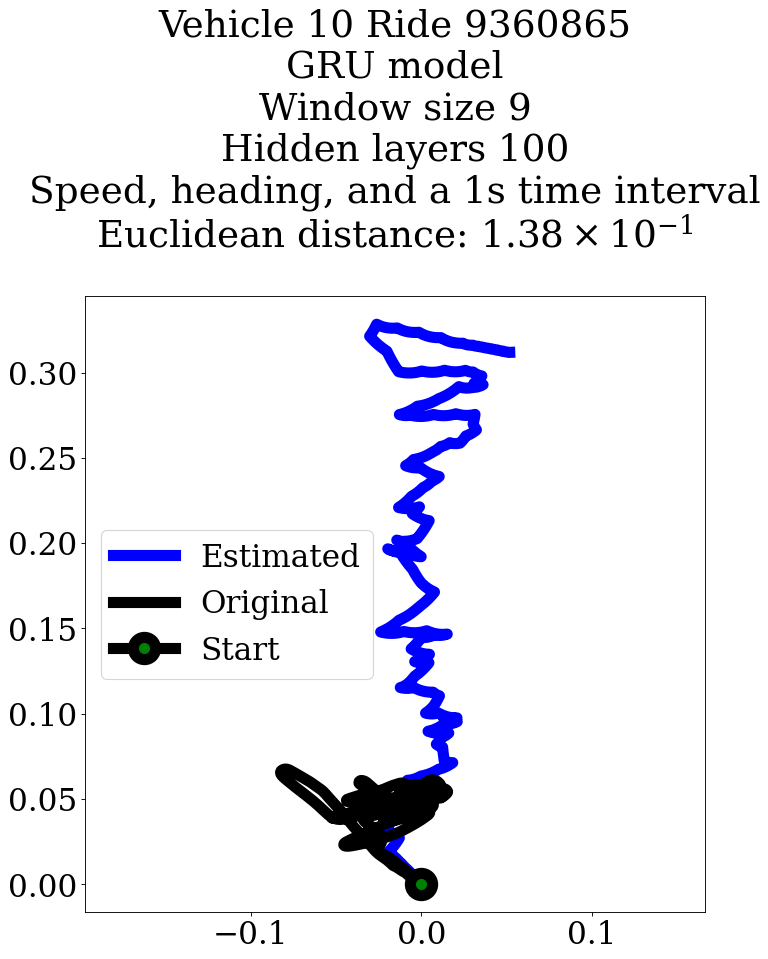 Vehicle 10 Ride 9360865
GRU model
Window size 9
Hidden layers 100
Speed, heading, and a 1s time interval
Euclidean distance: 1.38 × 10⁻¹
0.30
0.25
0.20
0.15
0.10
0.05
0.00
Estimated
Original
Start
−0.1
0.0
0.1